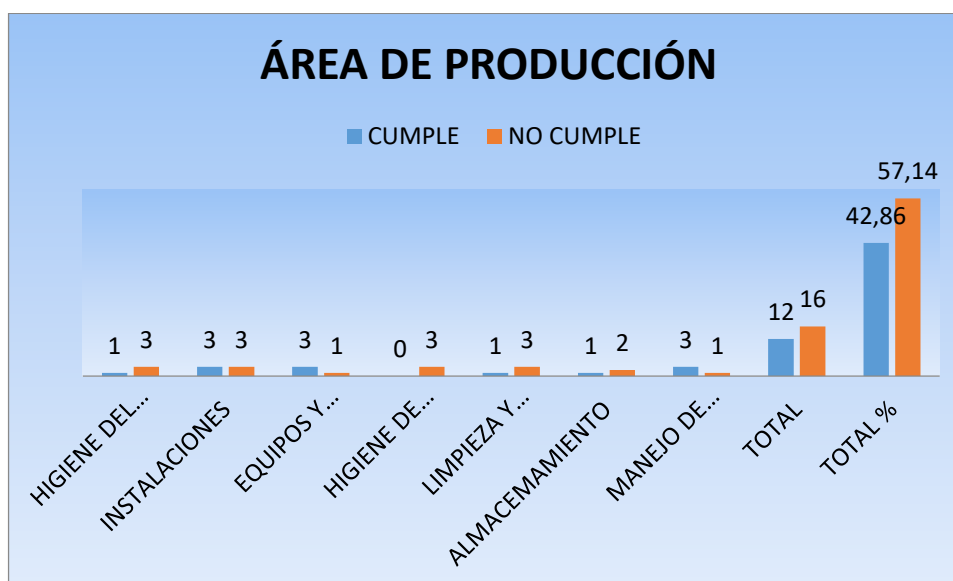 ÁREA DE PRODUCCIÓN
CUMPLE NO CUMPLE
1 3 3 3 3 1 0 3 1 3 1 2 3 1 12 16 42,86 57,14
HIGIENE DEL...
INSTALACIONES
EQUIPOS Y...
HIGIENE DE...
LIMPIEZA Y...
ALMACEMAMIENTO
MANEJO DE...
TOTAL
TOTAL %